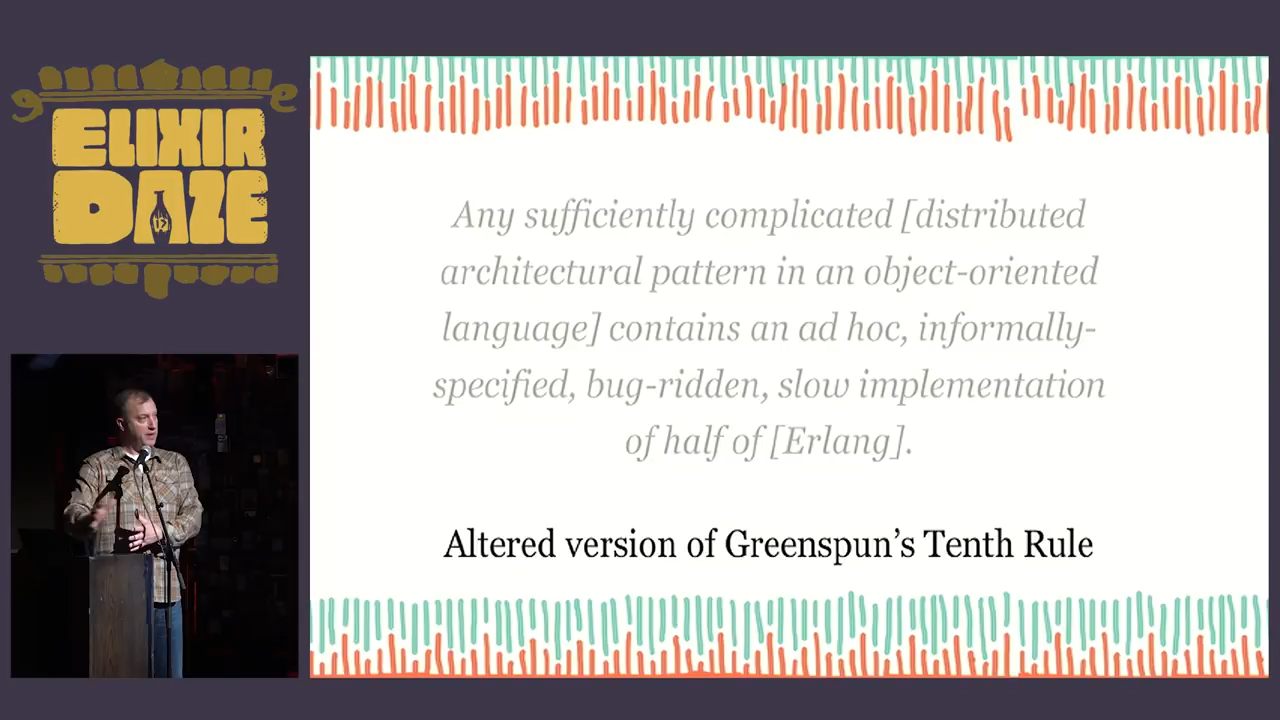 ELIXIR
DAZE
Any sufficiently complicated [distributed
architectural pattern in an object-oriented
language] contains an ad hoc, informally-
specified, bug-ridden, slow implementation
of half of [Erlang].
Altered version of Greenspun’s Tenth Rule